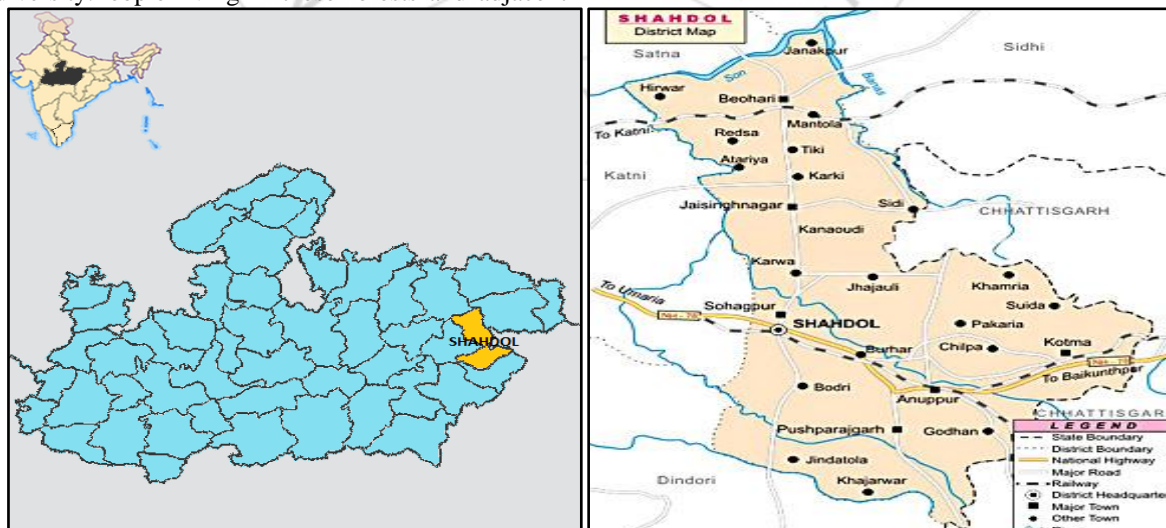 SHAHDOL
SHAHDOL
District Map
Satna
Sidhi
Janakpur
Son
Banas
Hirwar
Beohari
Mantola
To Katni
Redsa
Tiki
Atariya
Katni
Karki
Jaisinghnagar
Sidi
CHHATTISGARH
Kanaoudi
Karwa
Jhajauli
Khamria
To Umaria
Suida
Sohagpur
SHAHDOL
Pakaria
Burhar
Chilpa
Kotma
To Baikunthpur
Bodri
Anuppur
CHHATTISGAR
Pushparajgarh
Godhan
LEGEND
State Boundary
District Boundary
National Highway
Major Road
Railway
District Headquarte
Major Town
Other Town
Jindatola
Dindori
Khajarwar